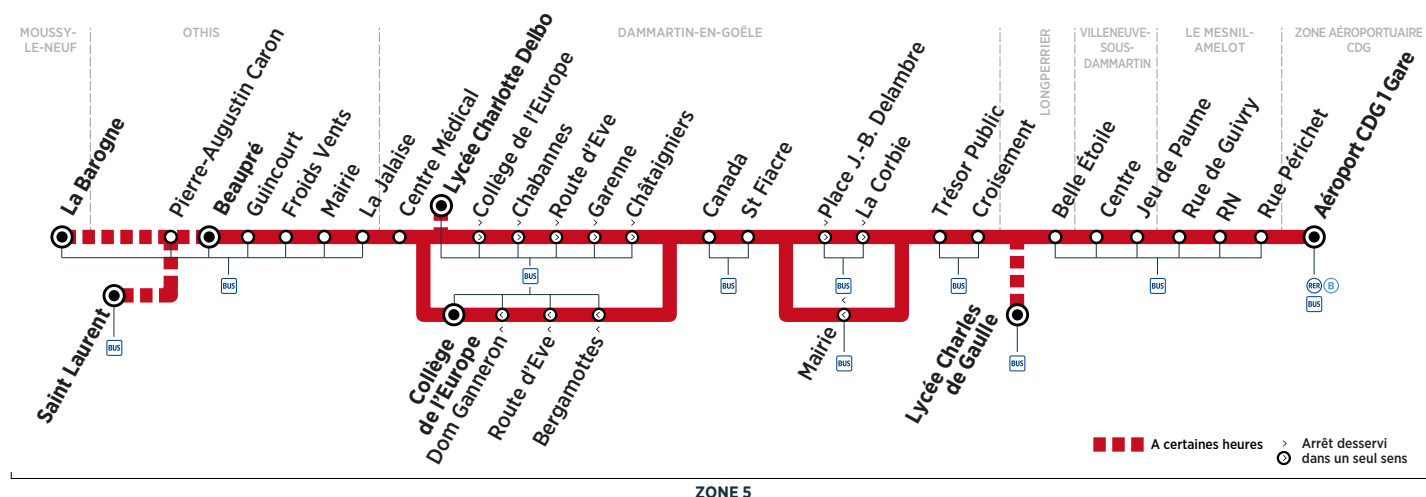 MOUSSY-
LE-NEUF
OTHIS
DAMMARTIN-EN-GOËLE
LONGPERRIER
VILLENEUVE-
SOUS-
DAMMARTIN
LE MESNIL-
AMELOT
ZONE AÉROPORTUAIRE
CDG
La Barogne
Pierre-Augustin Caron
Beaupré
Guincourt
Froids Vents
Mairie
La Jalaise
Centre Médical
Lycée Charlotte Delbo
Collège de l'Europe
Chabannes
Route d'Eve
Garenne
Châtaigniers
Canada
St Fiacre
Place J.-B. Delambre
La Corbie
Trésor Public
Croisement
Belle Étoile
Centre
Jeu de Paume
Rue de Guivry
RN
Rue Périchet
Aéroport CDG 1 Gare
BUS
BUS
BUS
BUS
BUS
BUS
RER B
BUS
Saint Laurent
BUS
Collège
de l'Europe
Dom Ganneron
Route d'Eve
Bergamottes
Mairie
BUS
Lycée Charles
de Gaulle
BUS
A certaines heures
Arrêt desservi
dans un seul sens
ZONE 5